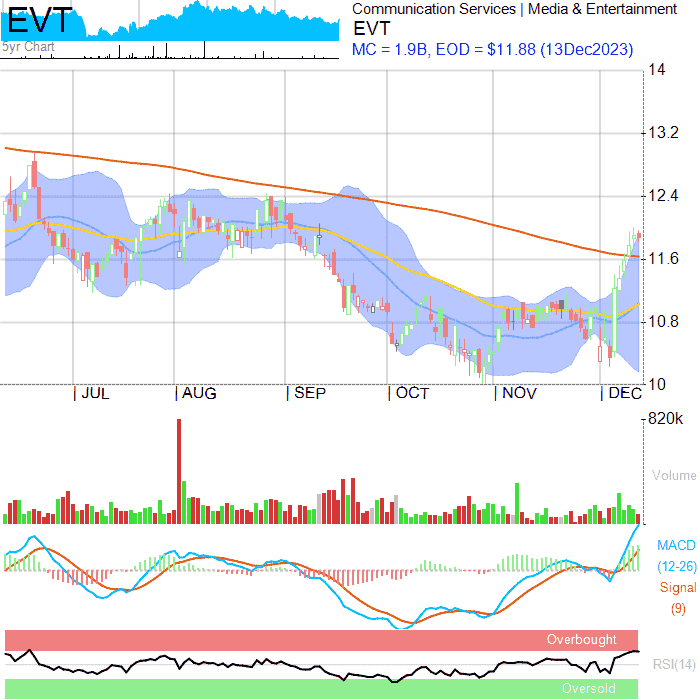 EVT
5yr Chart
Communication Services | Media & Entertainment
EVT
MC = 1.9B, EOD = $11.88 (13Dec2023)
14
13.2
12.4
11.6
10.8
10
| JUL | AUG | SEP | OCT | NOV | DEC
820k
Volume
MACD
(12-26)
Signal
(9)
Overbought
RSI(14)
Oversold